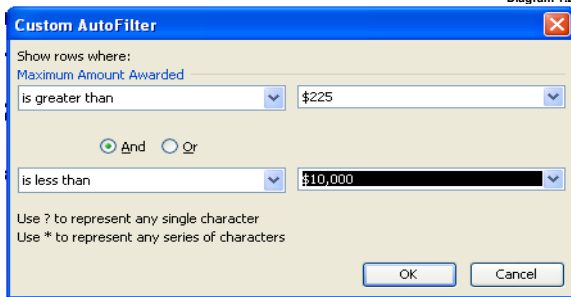 Custom AutoFilter
Show rows where:
Maximum Amount Awarded
is greater than $225
And Or
is less than $10,000
Use ? to represent any single character
Use * to represent any series of characters
OK Cancel